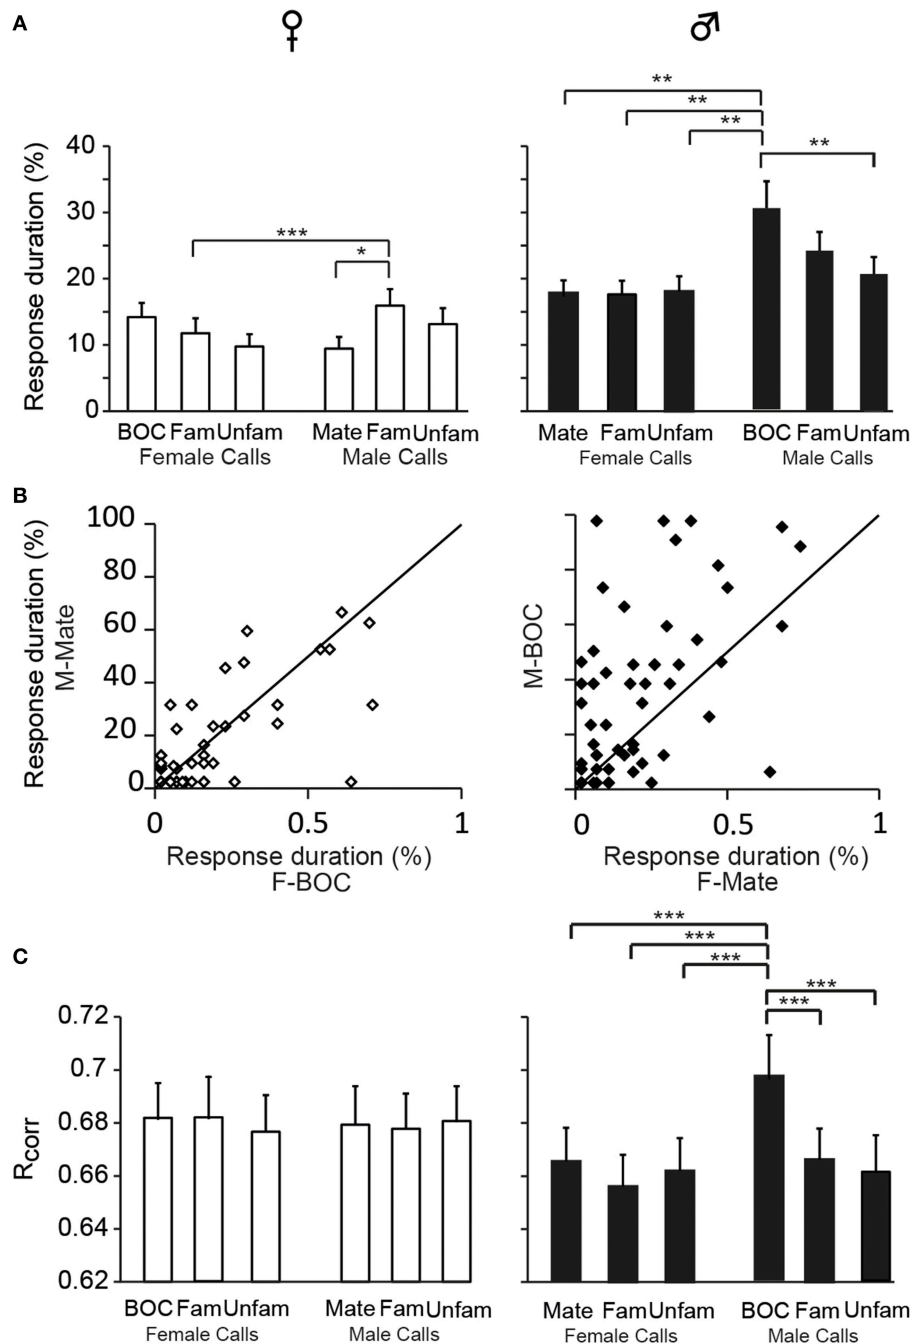 A
♀
♂
**
**
**
**
***
*
Response duration (%)
40
30
20
10
0
BOC Fam Unfam
Female Calls
Mate Fam Unfam
Male Calls
Mate Fam Unfam
Female Calls
BOC Fam Unfam
Male Calls
B
Response duration (%)
M-Mate
100
80
60
40
20
0
0
0.5
1
Response duration (%)
F-BOC
M-BOC
0
0.5
1
Response duration (%)
F-Mate
C
***
***
***
***
***
Rcorr
0.72
0.7
0.68
0.66
0.64
0.62
BOC Fam Unfam
Female Calls
Mate Fam Unfam
Male Calls
Mate Fam Unfam
Female Calls
BOC Fam Unfam
Male Calls